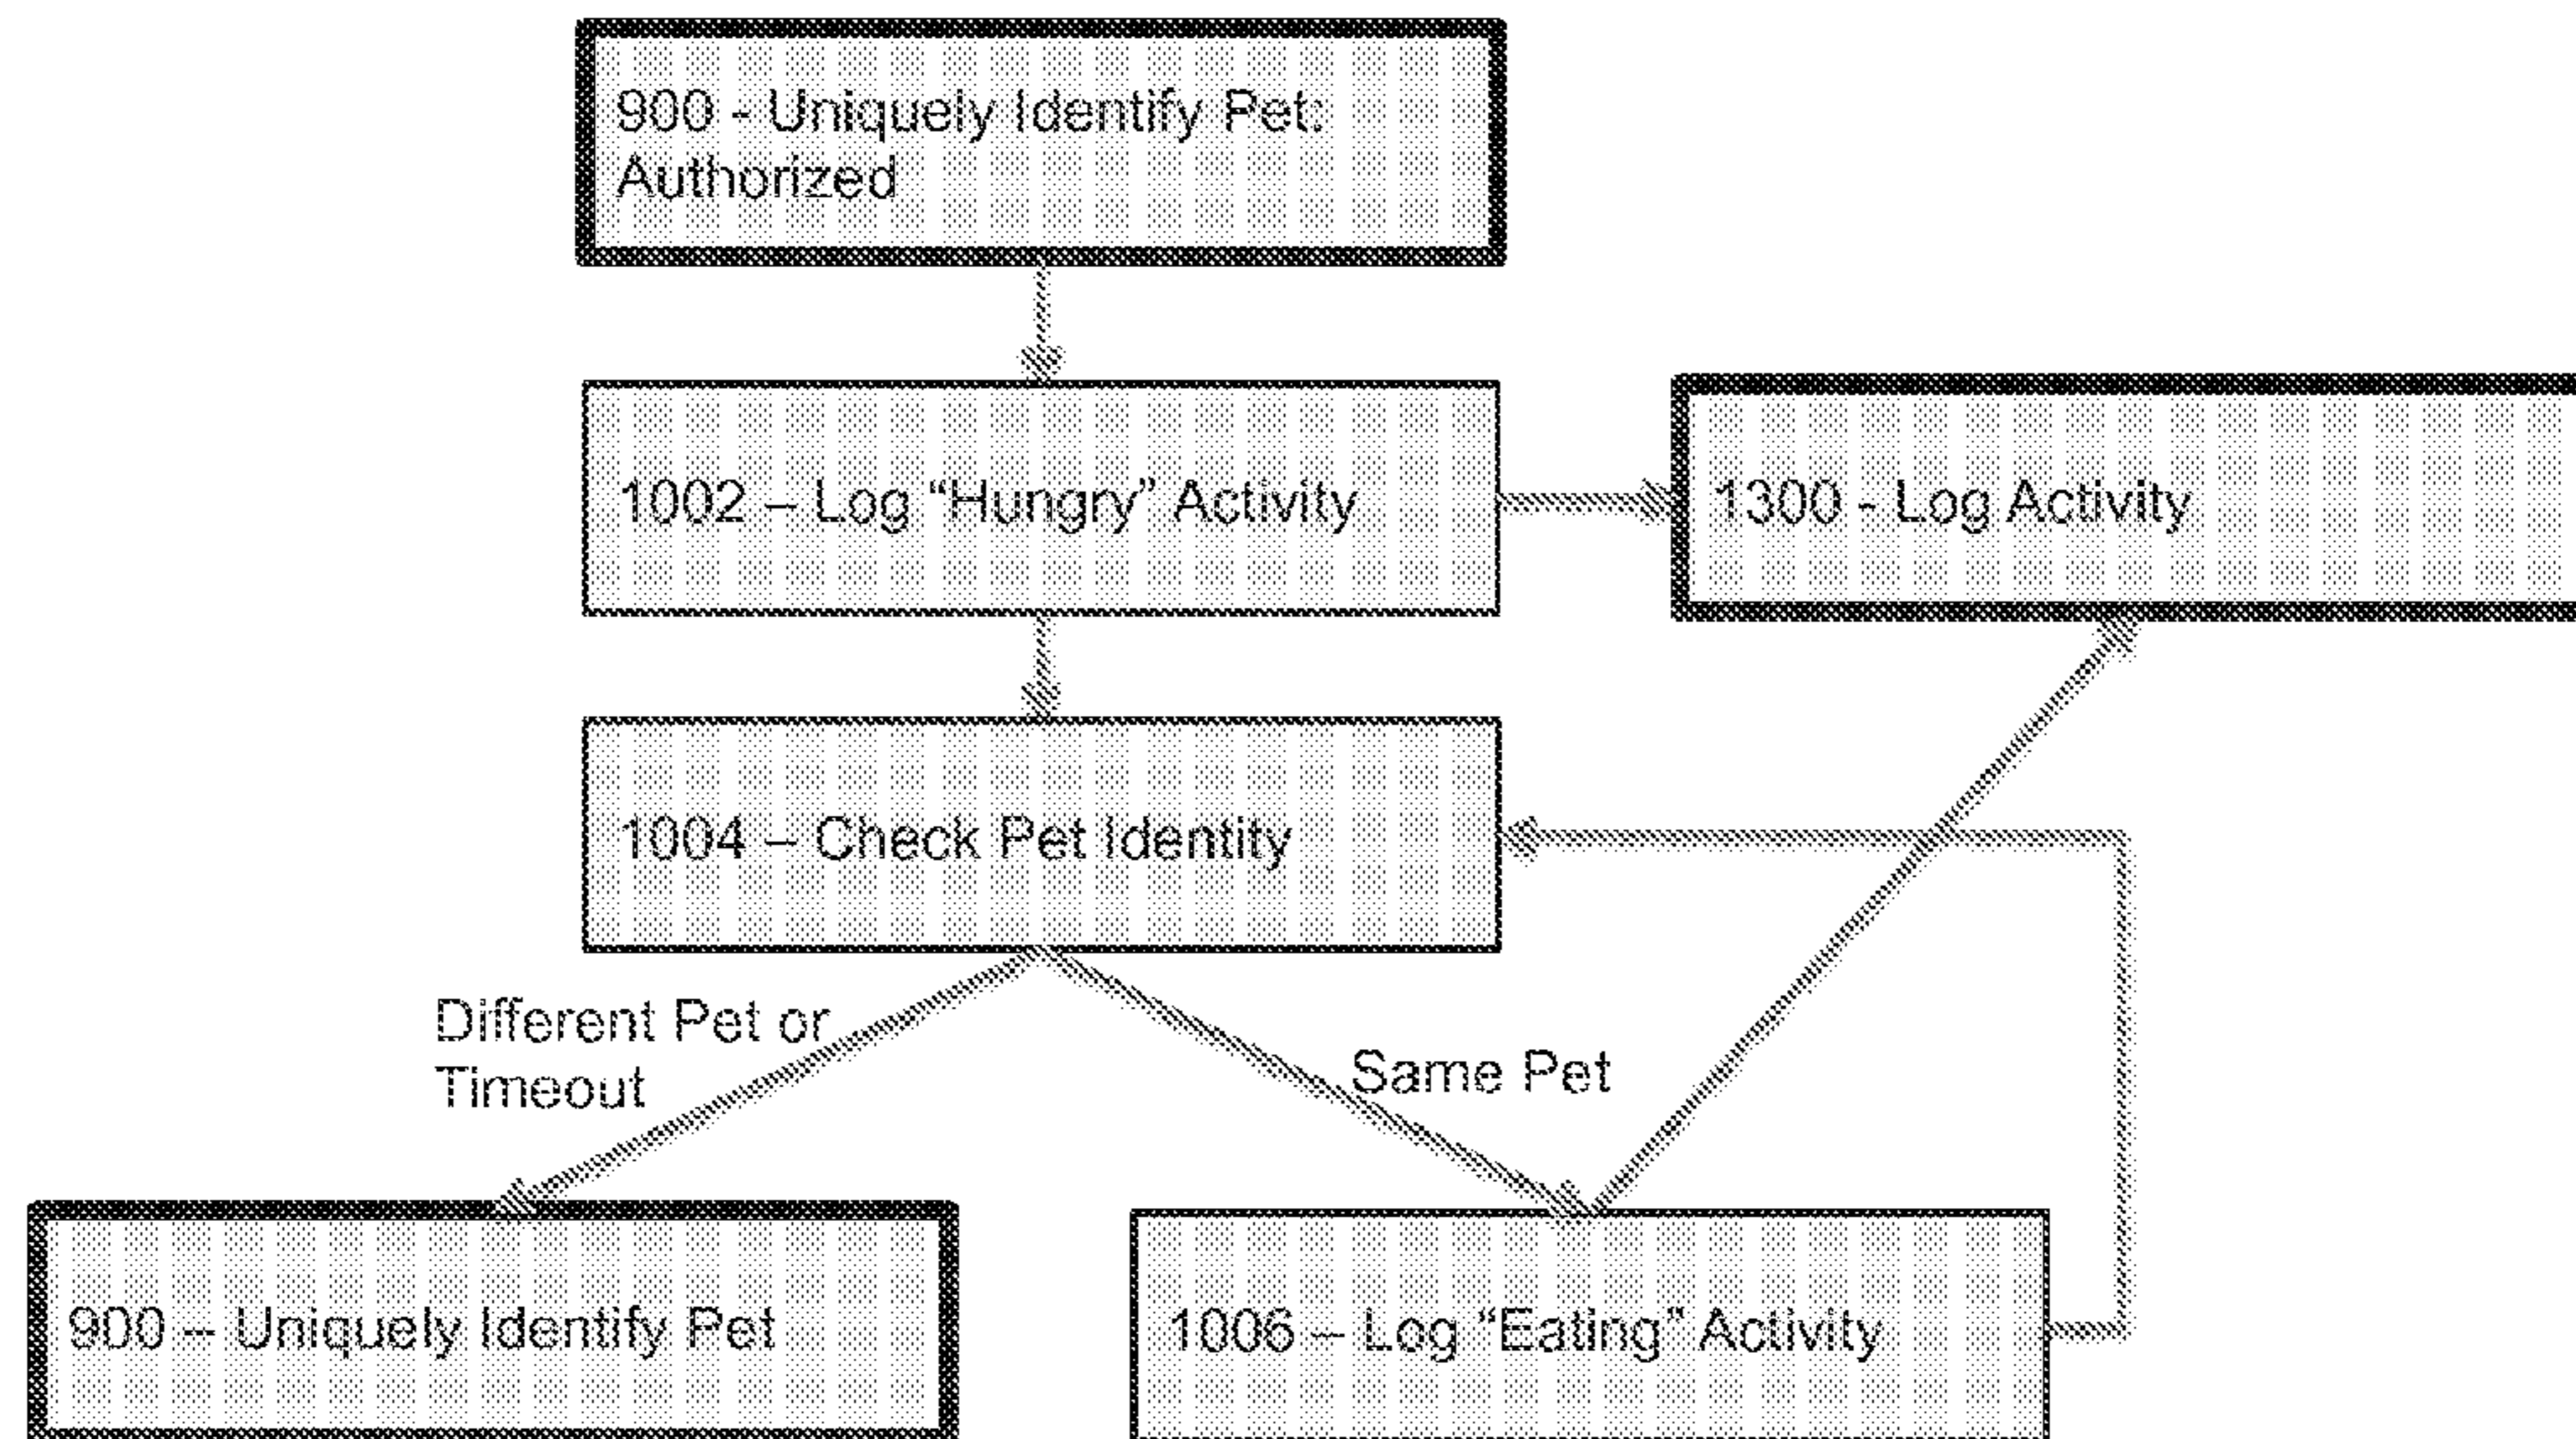 900 - Uniquely Identify Pet:
Authorized
1002 – Log “Hungry” Activity
1300 - Log Activity
1004 – Check Pet Identity
Different Pet or
Timeout
Same Pet
900 – Uniquely Identify Pet
1006 – Log “Eating” Activity